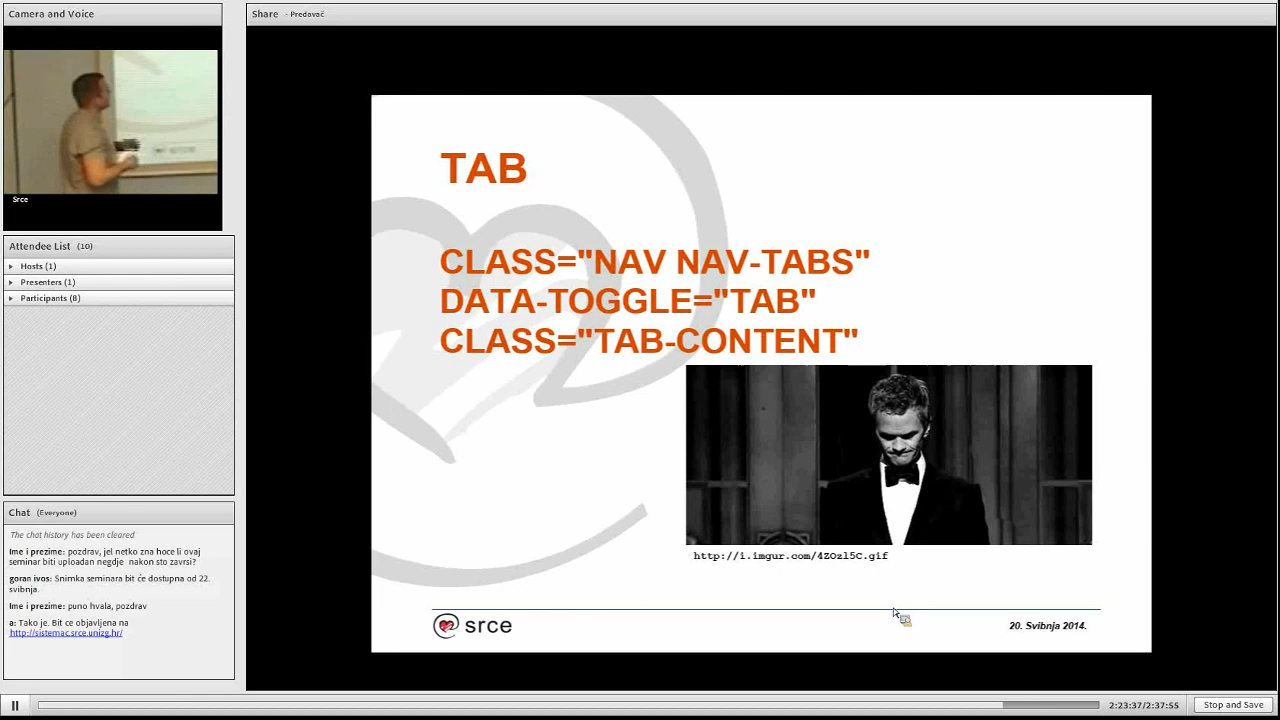 Camera and Voice
Srce
Attendee List (10)
Hosts (1)
Presenters (1)
Participants (8)
Chat (Everyone)
The chat history has been cleared
Ime i prezime: pozdrav, jel netko zna hoce li ovaj
seminar biti uploadan negdje nakon sto zavrsi?
goran ivos: Snimka seminara bit će dostupna od 22.
svibnja.
Ime i prezime: puno hvala, pozdrav
a: Tako je. Bit ce objavljena na
http://sistemac.srce.unizg.hr/
Share - Predavač
TAB
CLASS="NAV NAV-TABS"
DATA-TOGGLE="TAB"
CLASS="TAB-CONTENT"
http://i.imgur.com/4ZOzl5C.gif
srce
20. Svibnja 2014.
2:23:37/2:37:55
Stop and Save